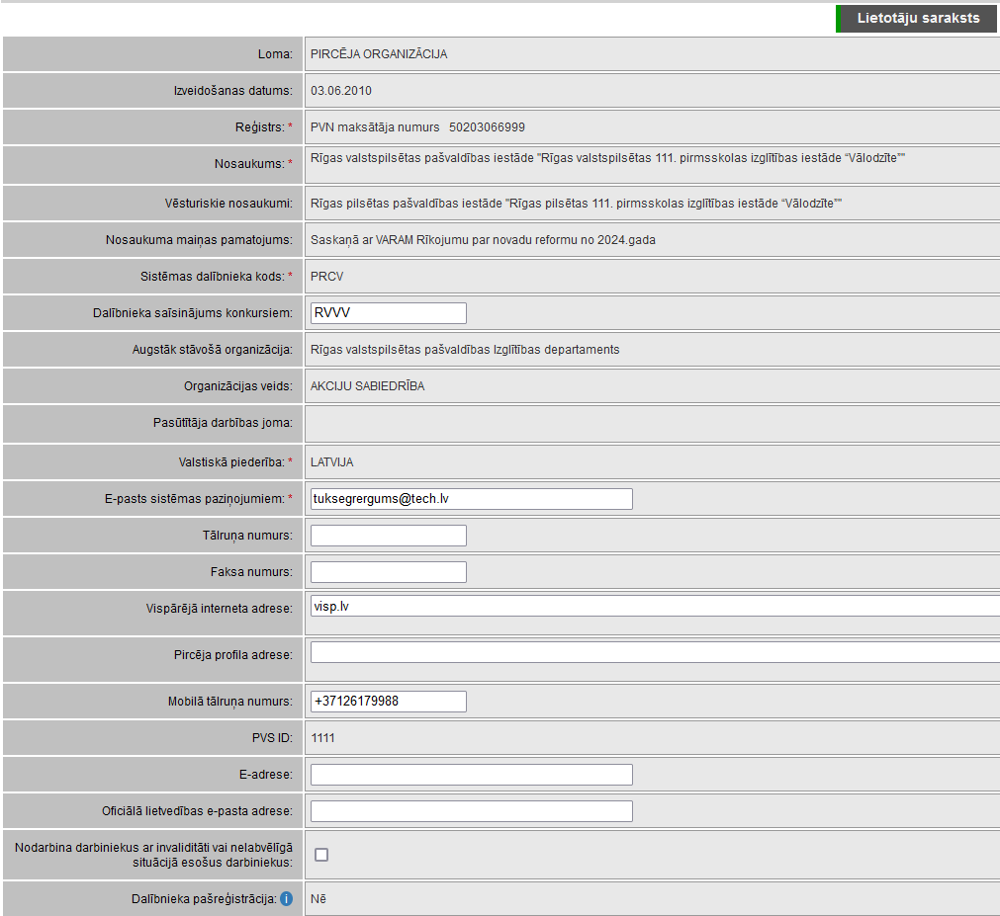 Lietotāju saraksts
Loma: PIRCĒJA ORGANIZĀCIJA
Izveidošanas datums: 03.06.2010
Reģistrs: * PVN maksātāja numurs 50203066999
Nosaukums: * Rīgas valstspilsētas pašvaldības iestāde "Rīgas valstspilsētas 111. pirmsskolas izglītības iestāde “Vālodzīte”"
Vēsturiskie nosaukumi: Rīgas pilsētas pašvaldības iestāde "Rīgas pilsētas 111. pirmsskolas izglītības iestāde “Vālodzīte”"
Nosaukuma maiņas pamatojums: Saskaņā ar VARAM Rīkojumu par novadu reformu no 2024.gada
Sistēmas dalībnieka kods: * PRCV
Dalībnieka saīsinājums konkursiem: RVVV
Augstāk stāvošā organizācija: Rīgas valstspilsētas pašvaldības Izglītības departaments
Organizācijas veids: AKCIJU SABIEDRĪBA
Pasūtītāja darbības joma:
Valstiskā piederība: * LATVIJA
E-pasts sistēmas paziņojumiem: * tuksegrergums@tech.lv
Tālruņa numurs:
Faksa numurs:
Vispārējā interneta adrese: visp.lv
Pircēja profila adrese:
Mobilā tālruņa numurs: +37126179988
PVS ID: 1111
E-adrese:
Oficiālā lietvedības e-pasta adrese:
Nodarbina darbiniekus ar invaliditāti vai nelabvēlīgā
situācijā esošus darbiniekus:
Dalībnieka pašreģistrācija: i Nē